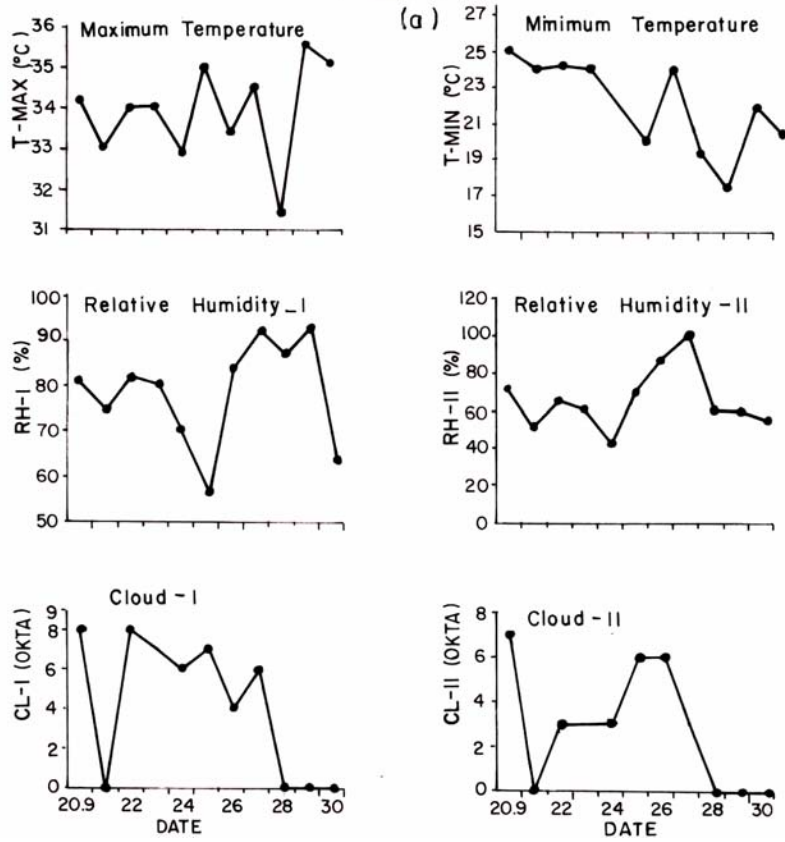 (a)
Maximum Temperature
T-MAX (°C)
36
35
34
33
32
31
Minimum Temperature
T-MIN (°C)
27
25
23
21
19
17
15
Relative Humidity_I
RH-I (%)
100
90
80
70
60
50
Relative Humidity-II
RH-II (%)
120
100
80
60
40
20
0
Cloud-I
CL-I (OKTA)
9
8
6
4
2
0
20.9 22 24 26 28 30
DATE
Cloud-II
CL-II (OKTA)
8
6
4
2
0
20.9 22 24 26 28 30
DATE